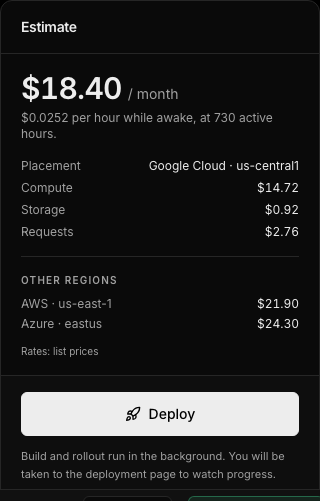 Estimate
$18.40 / month
$0.0252 per hour while awake, at 730 active
hours.
Placement Google Cloud · us-central1
Compute $14.72
Storage $0.92
Requests $2.76
OTHER REGIONS
AWS · us-east-1 $21.90
Azure · eastus $24.30
Rates: list prices
Deploy
Build and rollout run in the background. You will be
taken to the deployment page to watch progress.